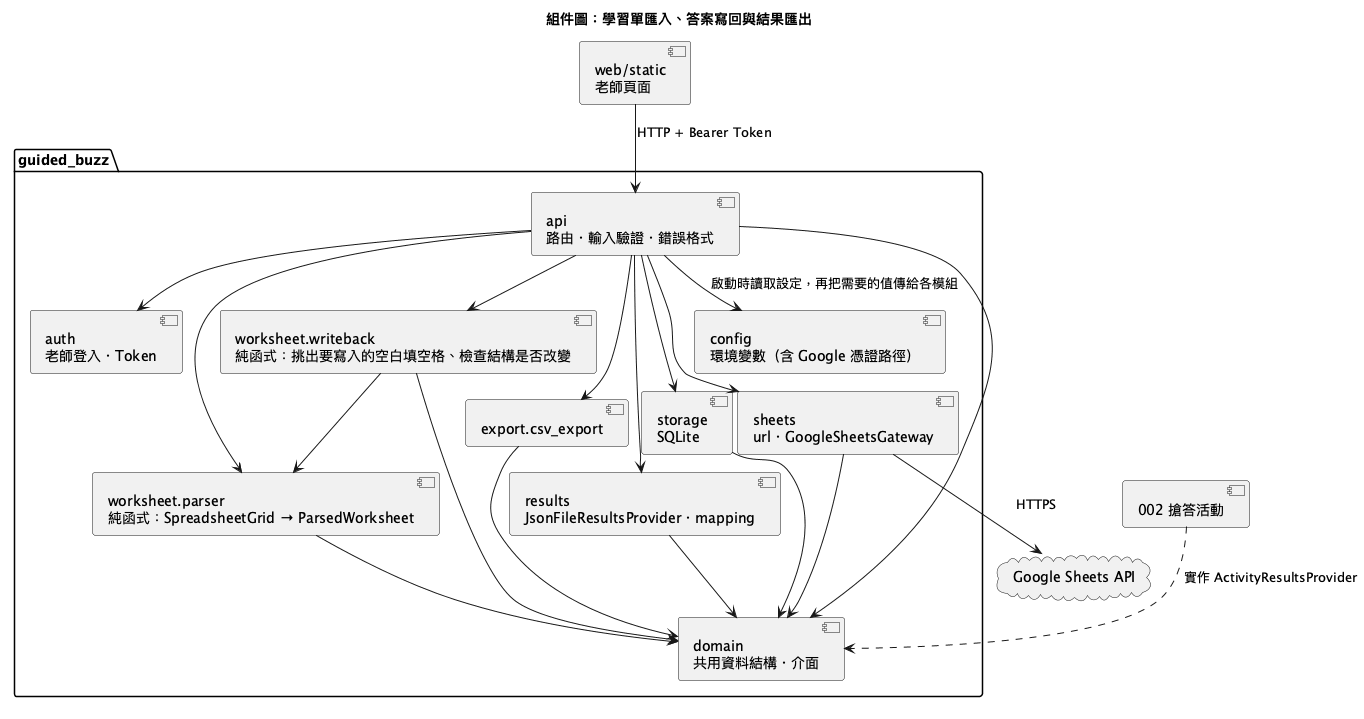 組件圖：學習單匯入、答案寫回與結果匯出
web/static
老師頁面
HTTP + Bearer Token
guided_buzz
api
路由．輸入驗證．錯誤格式
啟動時讀取設定，再把需要的值傳給各模組
auth
老師登入．Token
worksheet.writeback
純函式：挑出要寫入的空白填空格、檢查結構是否改變
config
環境變數（含 Google 憑證路徑）
export.csv_export
storage
SQLite
sheets
url．GoogleSheetsGateway
worksheet.parser
純函式：SpreadsheetGrid → ParsedWorksheet
results
JsonFileResultsProvider．mapping
HTTPS
002 搶答活動
Google Sheets API
實作 ActivityResultsProvider
domain
共用資料結構．介面